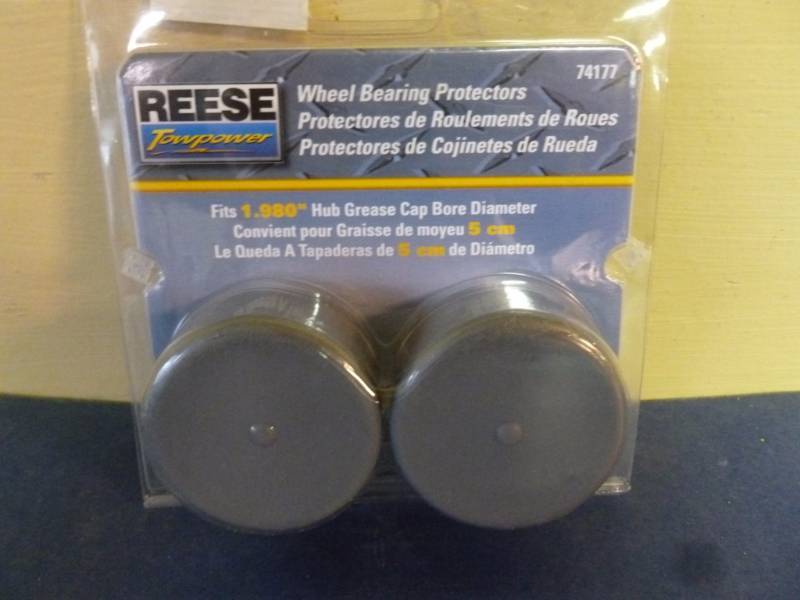 74177
REESE
Towpower
Wheel Bearing Protectors
Protectores de Roulements de Roues
Protectores de Cojinetes de Rueda
Fits 1.980" Hub Grease Cap Bore Diameter
Convient pour Graisse de moyeu 5 cm
Le Queda A Tapaderas de 5 cm de Diámetro